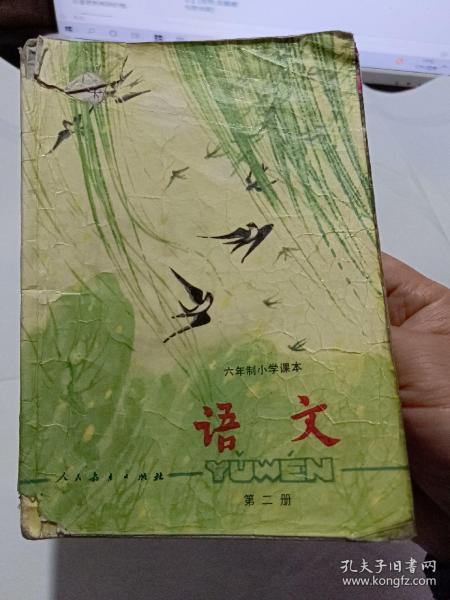 六年制小学课本
语文
YǓWÉN
人民教育出版社
第二册
孔夫子旧书网
www.kongfz.com